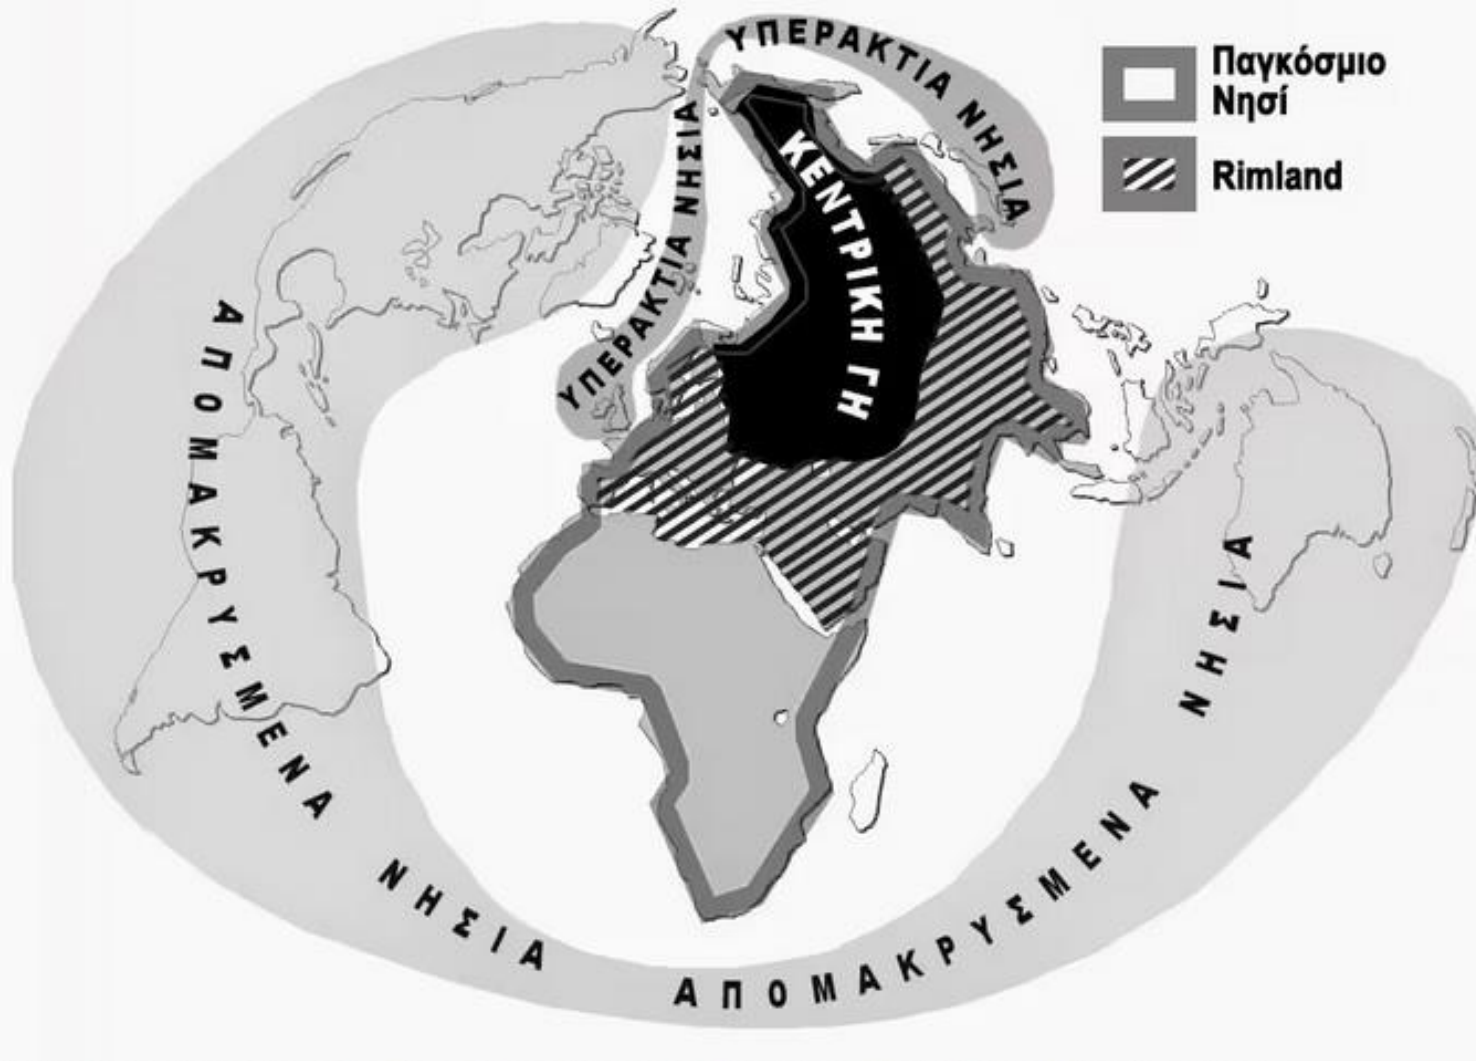 ΥΠΕΡΑΚΤΙΑ ΝΗΣΙΑ
Παγκόσμιο
Νησί
Rimland
ΥΠΕΡΑΚΤΙΑ ΝΗΣΙΑ
ΚΕΝΤΡΙΚΗ ΓΗ
ΑΠΟΜΑΚΡΥΣΜΕΝΑ ΝΗΣΙΑ
ΑΠΟΜΑΚΡΥΣΜΕΝΑ ΝΗΣΙΑ